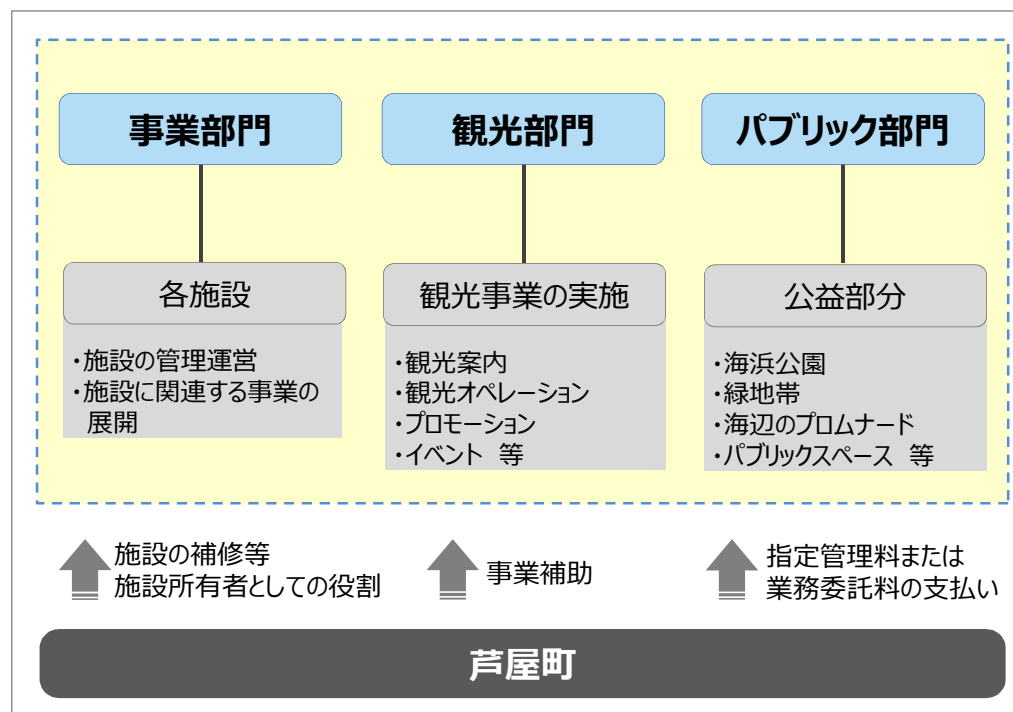 事業部門
観光部門
パブリック部門
各施設
・施設の管理運営
・施設に関連する事業の
展開
観光事業の実施
・観光案内
・観光オペレーション
・プロモーション
・イベント 等
公益部分
・海浜公園
・緑地帯
・海辺のプロムナード
・パブリックスペース 等
施設の補修等
施設所有者としての役割
事業補助
指定管理料または
業務委託料の支払い
芦屋町